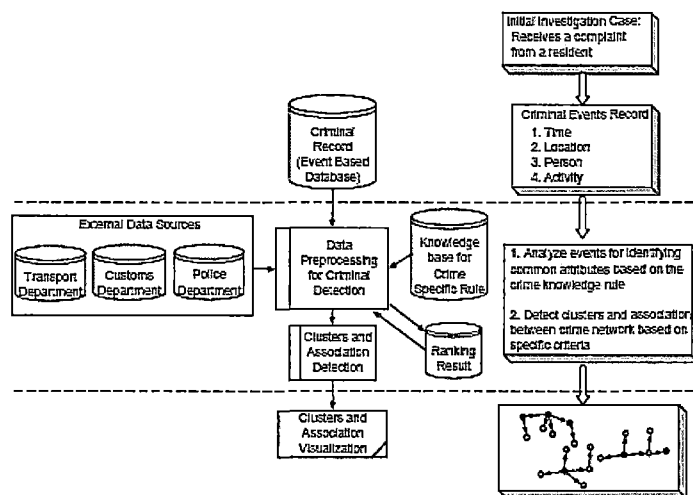 Initial Investigation Case:
Receives a complaint
from a resident
Criminal Events Record
1. Time
2. Location
3. Person
4. Activity
Criminal
Record
(Event Based
Database)
External Data Sources
Transport
Department
Customs
Department
Police
Department
Data
Preprocessing
for Criminal
Detection
Knowledge
base for
Crime
Specific Rule
1. Analyze events for identifying
common attributes based on the
crime knowledge rule
2. Detect clusters and association
between crime network based on
specific criteria
Clusters and
Association
Detection
Ranking
Result
Clusters and
Association
Visualization